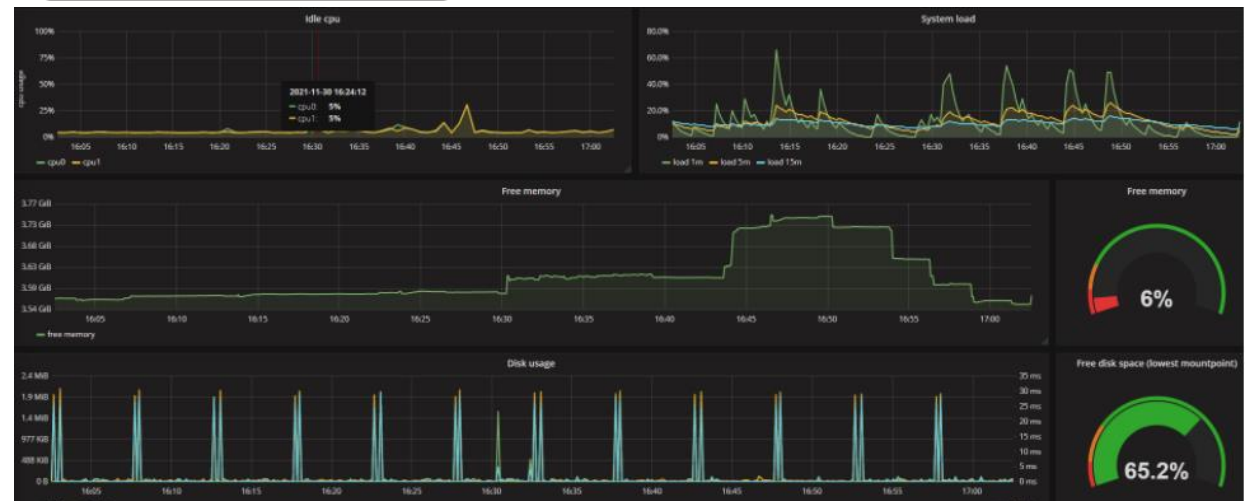 Idle cpu
100%
75%
50%
25%
0%
cpu usage
2021-11-30 16:24:12
cpu0: 5%
cpu1: 5%
16:05 16:10 16:15 16:20 16:25 16:30 16:35 16:40 16:45 16:50 16:55 17:00
cpu0 cpu1
System load
80.0%
60.0%
40.0%
20.0%
0%
16:05 16:10 16:15 16:20 16:25 16:30 16:35 16:40 16:45 16:50 16:55 17:00
load 1m load 5m load 15m
Free memory
3.77 GiB
3.73 GiB
3.68 GiB
3.63 GiB
3.59 GiB
3.54 GiB
16:05 16:10 16:15 16:20 16:25 16:30 16:35 16:40 16:45 16:50 16:55 17:00
free memory
Free memory
6%
Disk usage
2.4 MiB
1.9 MiB
1.4 MiB
977 KiB
488 KiB
0 B
35 ms
30 ms
25 ms
20 ms
15 ms
10 ms
5 ms
0 ms
16:05 16:10 16:15 16:20 16:25 16:30 16:35 16:40 16:45 16:50 16:55 17:00
Free disk space (lowest mountpoint)
65.2%